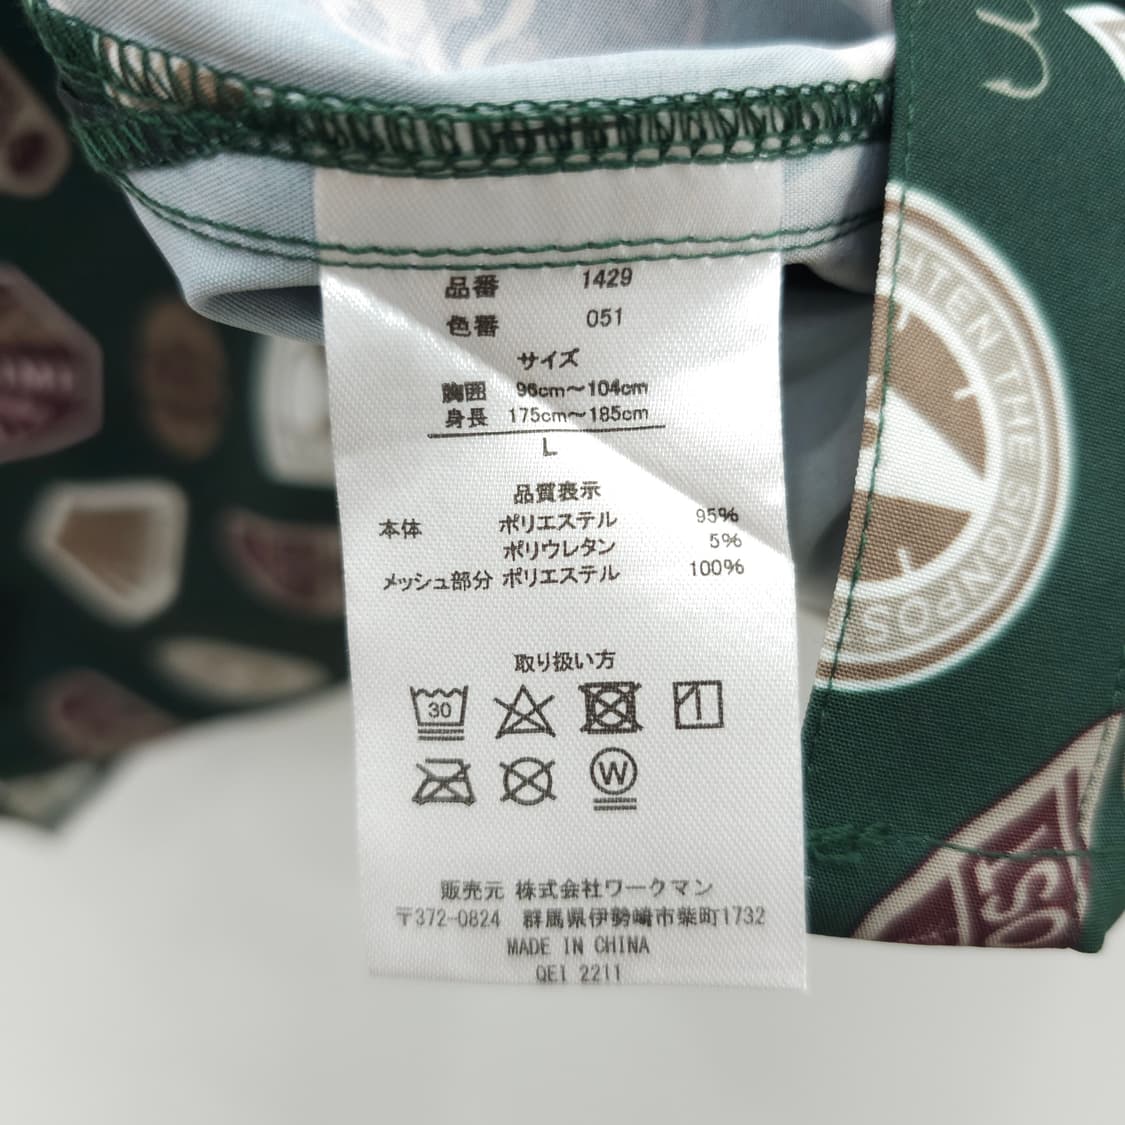 品番 1429
色番 051
サイズ
胸囲 96cm～104cm
身長 175cm～185cm
L
品質表示
本体 ポリエステル 95%
ポリウレタン 5%
メッシュ部分 ポリエステル 100%
取り扱い方
30
W
販売元 株式会社ワークマン
〒372-0824 群馬県伊勢崎市柴町1732
MADE IN CHINA
QEI 2211